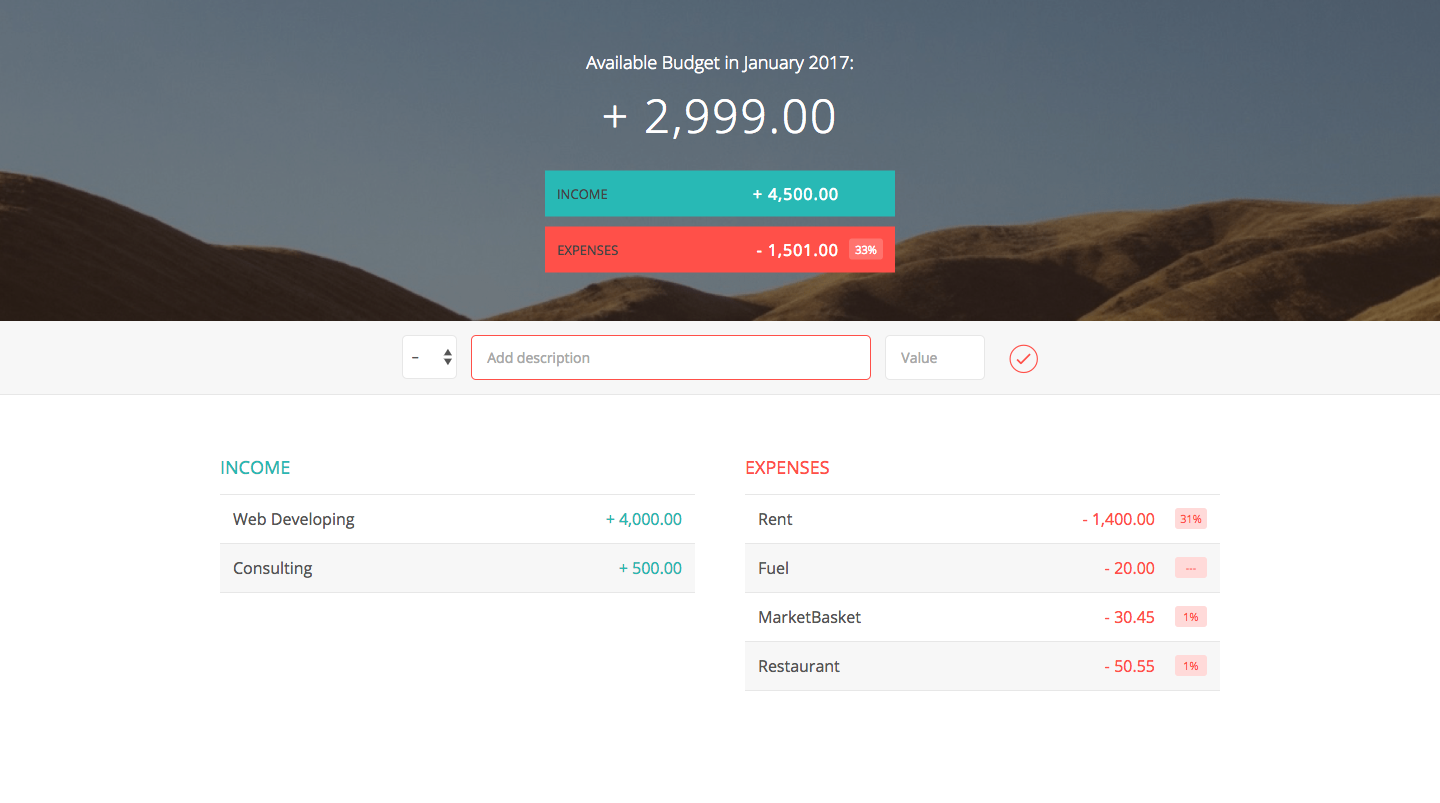 Available Budget in January 2017:
+ 2,999.00
INCOME + 4,500.00
EXPENSES - 1,501.00 33%
– Add description Value
INCOME
Web Developing + 4,000.00
Consulting + 500.00
EXPENSES
Rent - 1,400.00 31%
Fuel - 20.00 ---
MarketBasket - 30.45 1%
Restaurant - 50.55 1%